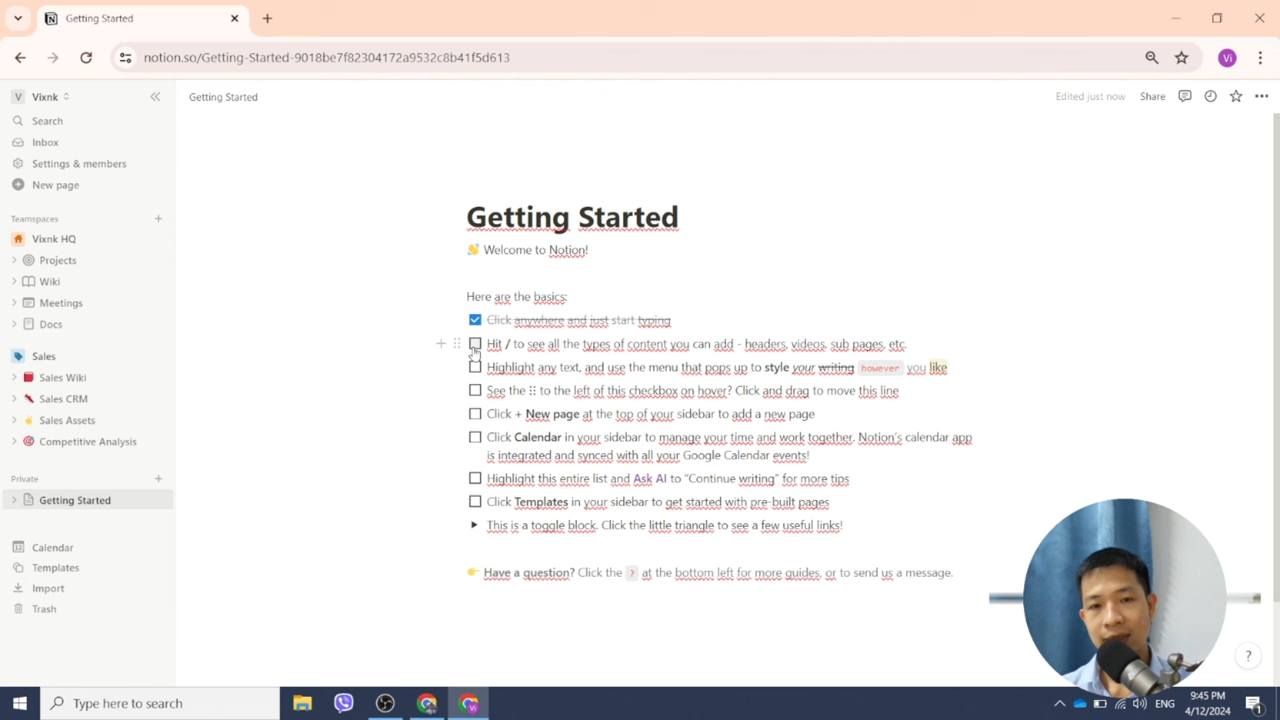 Getting Started
notion.so/Getting-Started-9018be7f82304172a9532c8b41f5d613
Vi
V Vixnk
Getting Started
Edited just now
Share
Search
Inbox
Settings & members
New page
Teamspaces
Vixnk HQ
Projects
Wiki
Meetings
Docs
Sales
Sales Wiki
Sales CRM
Sales Assets
Competitive Analysis
Private
Getting Started
Calendar
Templates
Import
Trash
Getting Started
👋 Welcome to Notion!
Here are the basics:
Click anywhere and just start typing
Hit / to see all the types of content you can add - headers, videos, sub pages, etc.
Highlight any text, and use the menu that pops up to style your writing however you like
See the ⋮⋮ to the left of this checkbox on hover? Click and drag to move this line
Click + New page at the top of your sidebar to add a new page
Click Calendar in your sidebar to manage your time and work together. Notion's calendar app
is integrated and synced with all your Google Calendar events!
Highlight this entire list and Ask AI to "Continue writing" for more tips
Click Templates in your sidebar to get started with pre-built pages
This is a toggle block. Click the little triangle to see a few useful links!
👉 Have a question? Click the ? at the bottom left for more guides, or to send us a message.
?
Type here to search
Vi
ENG
9:45 PM
4/12/2024
1